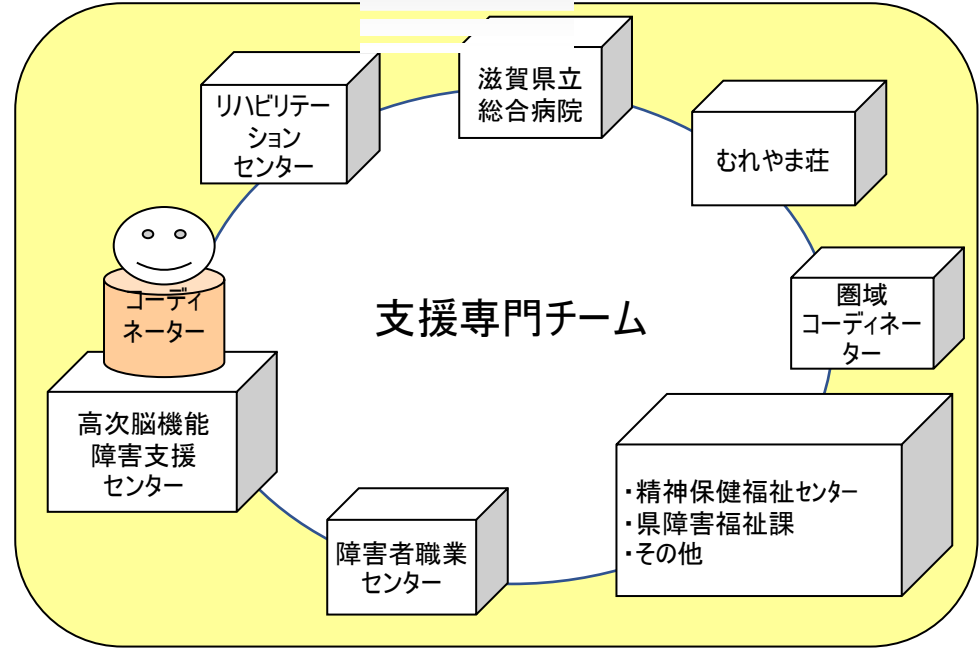 滋賀県立
総合病院
リハビリテー
ション
センター
むれやま荘
コーディ
ネーター
支援専門チーム
圏域
コーディネー
ター
高次脳機能
障害支援
センター
・精神保健福祉センター
・県障害福祉課
・その他
障害者職業
センター